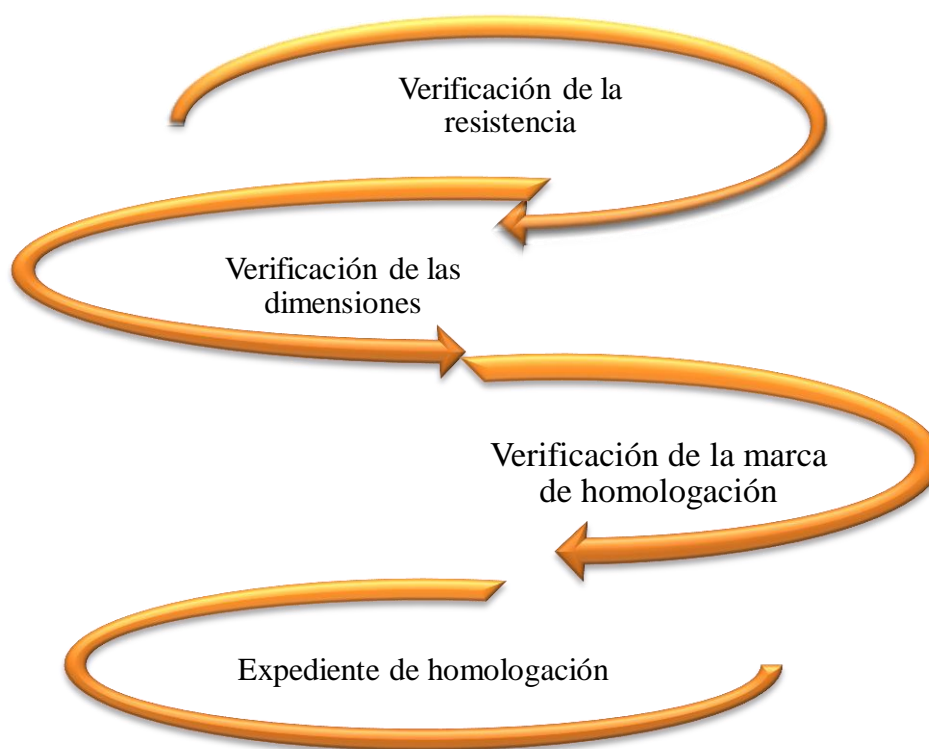 Verificación de la
resistencia
Verificación de las
dimensiones
Verificación de la marca
de homologación
Expediente de homologación